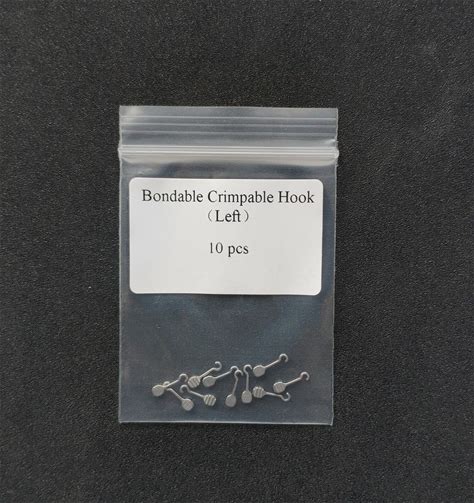 Bondable Crimpable Hook
（Left）
10 pcs